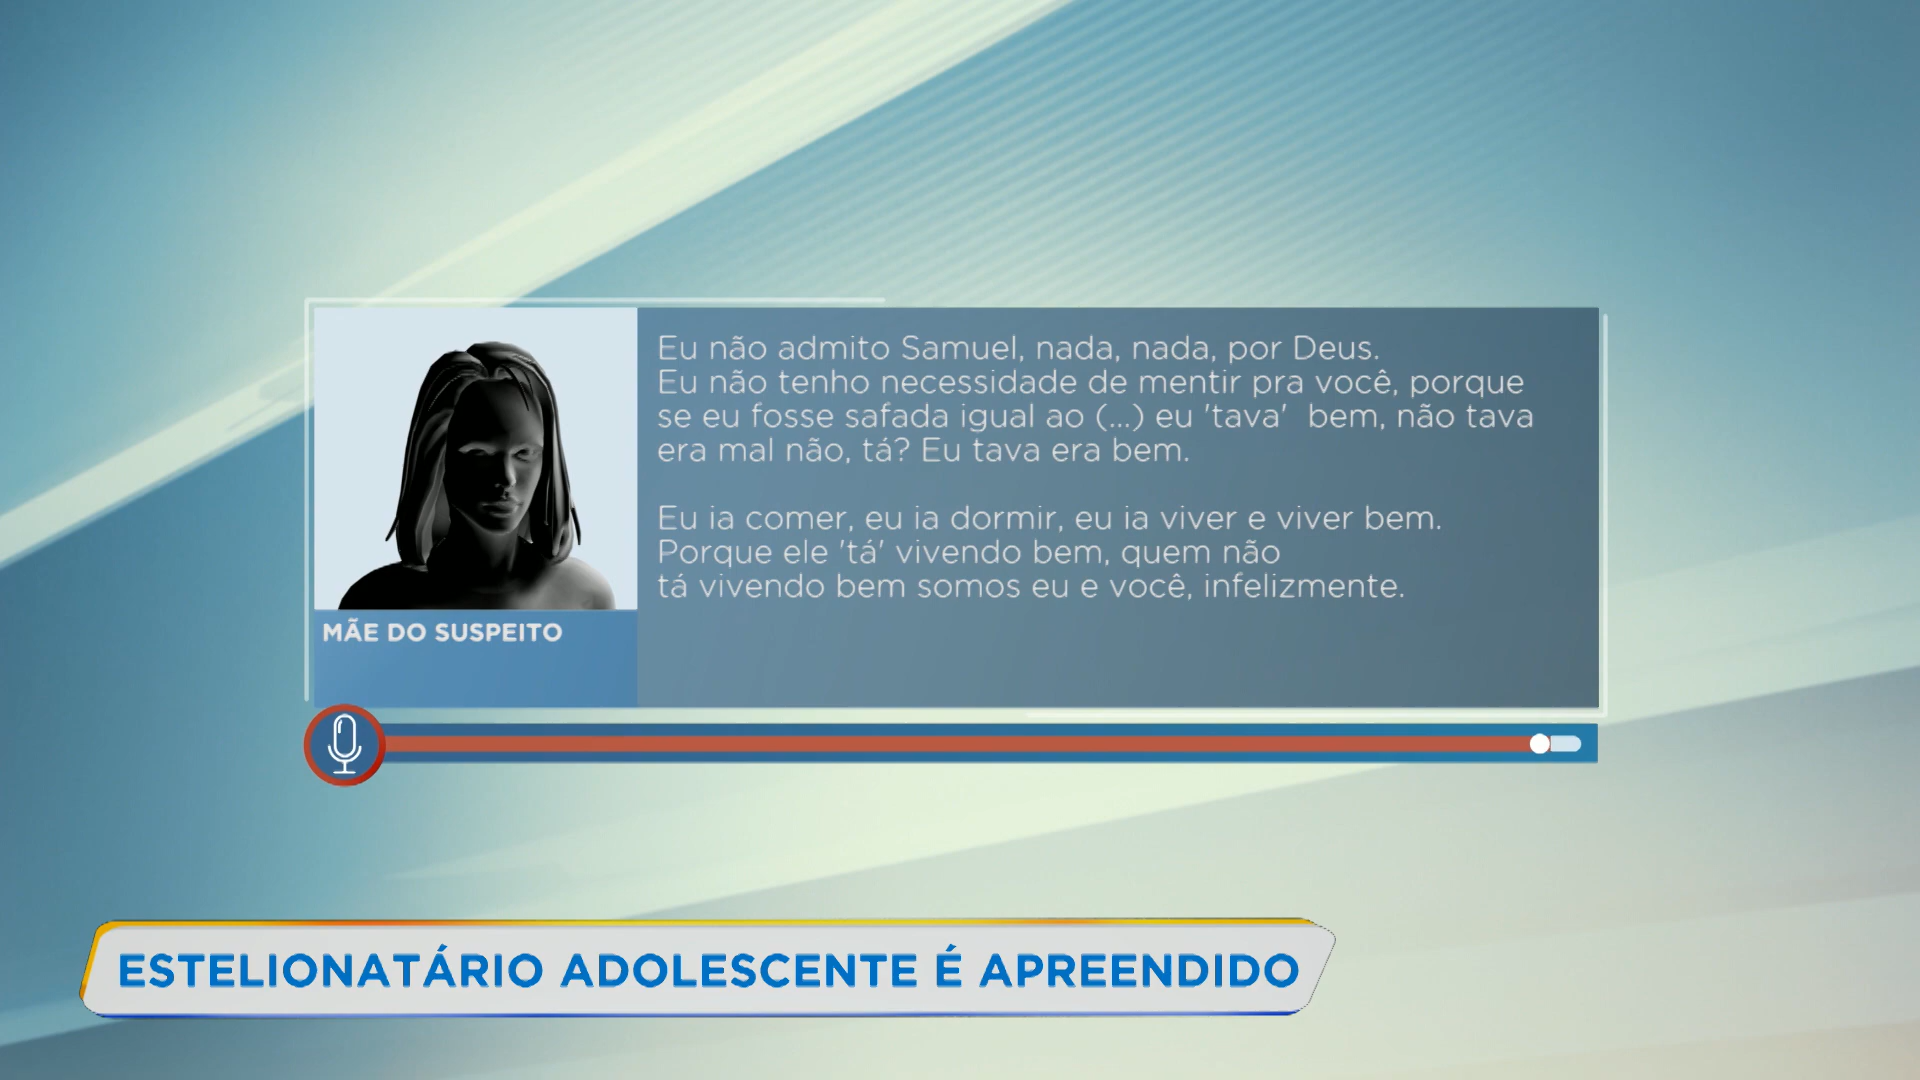 Eu não admito Samuel, nada, nada, por Deus.
Eu não tenho necessidade de mentir pra você, porque
se eu fosse safada igual ao (...) eu 'tava'  bem, não tava
era mal não, tá? Eu tava era bem.
Eu ia comer, eu ia dormir, eu ia viver e viver bem.
Porque ele 'tá' vivendo bem, quem não
tá vivendo bem somos eu e você, infelizmente.
MÃE DO SUSPEITO
ESTELIONATÁRIO ADOLESCENTE É APREENDIDO